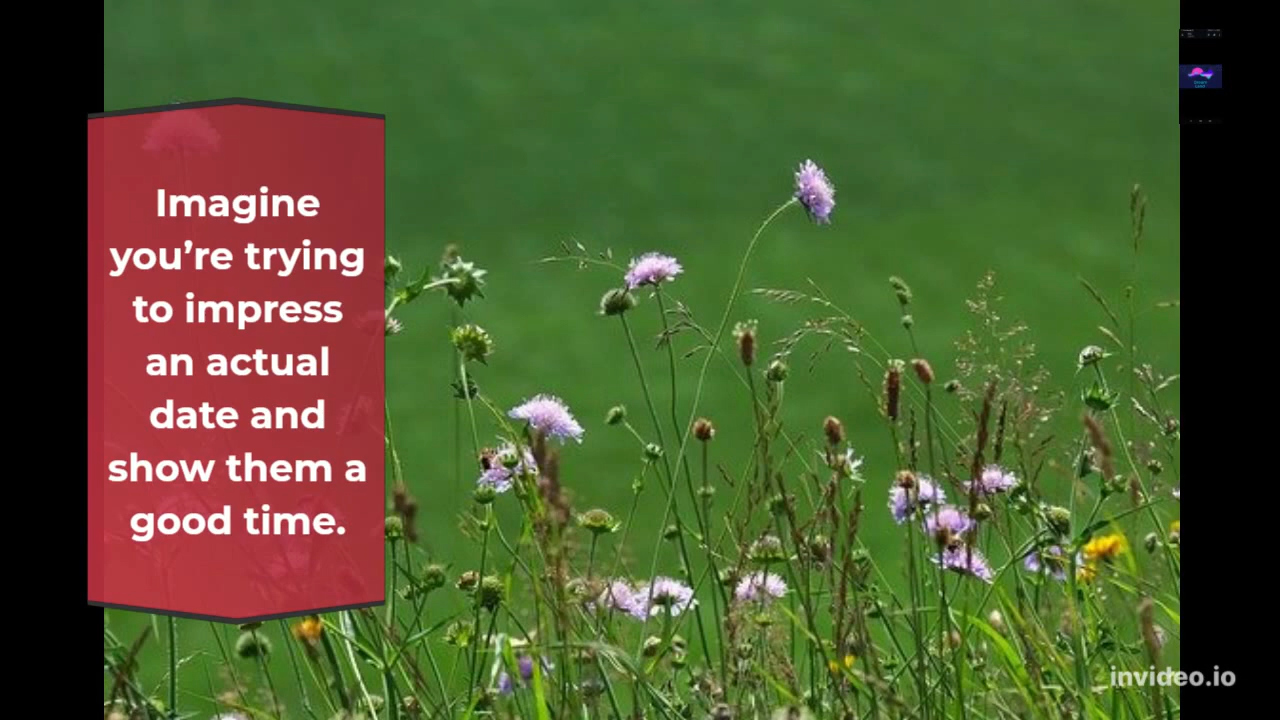 Imagine
you’re trying
to impress
an actual
date and
show them a
good time.
invideo.io